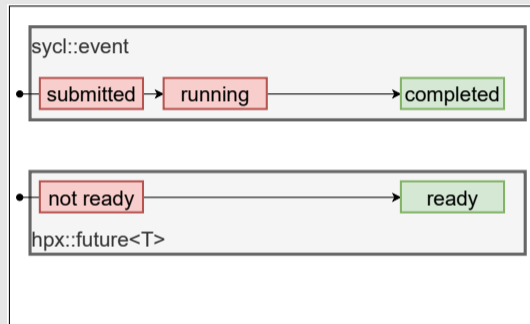 sycl::event
submitted running completed
not ready ready
hpx::future<T>